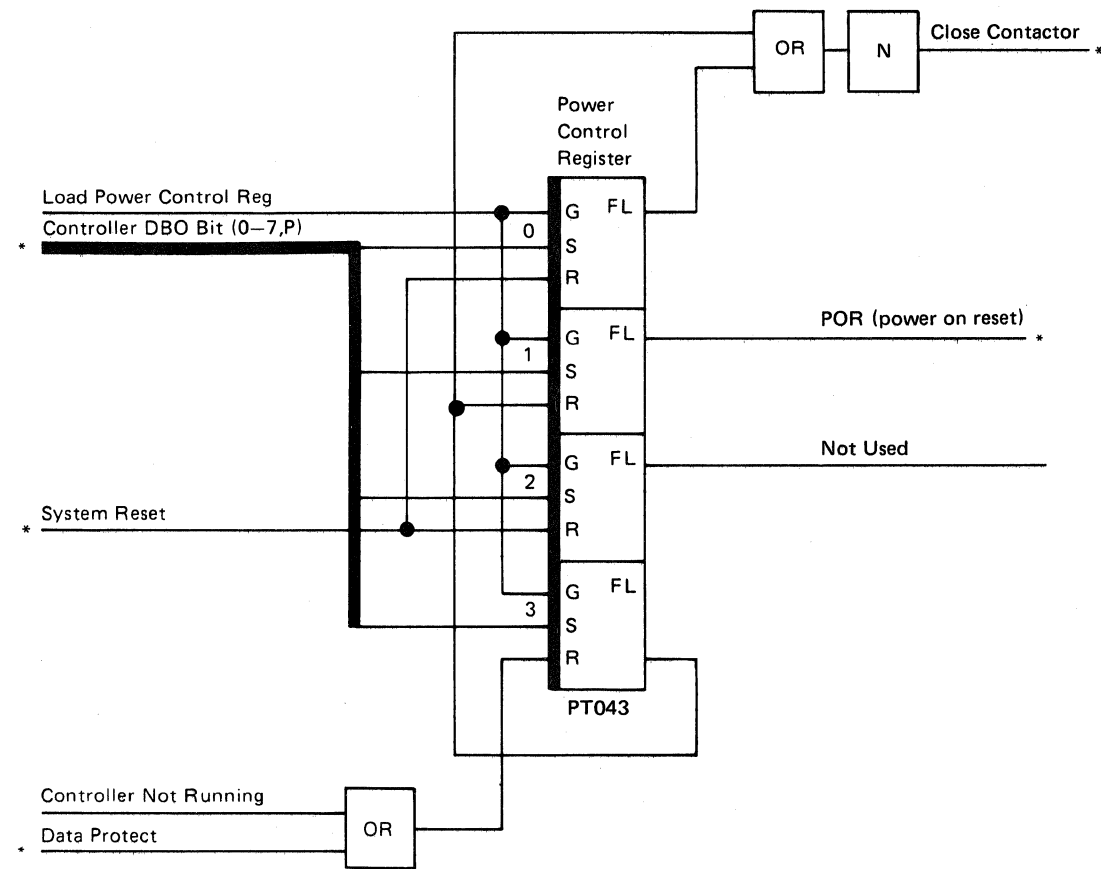 OR
N
Close Contactor
*
Power
Control
Register
Load Power Control Reg
Controller DBO Bit (0–7,P)
*
G FL
0
S
R
POR (power on reset)
*
G FL
1
S
R
Not Used
G FL
2
S
System Reset
*
R
G FL
3
S
R
PT043
Controller Not Running
OR
Data Protect
*